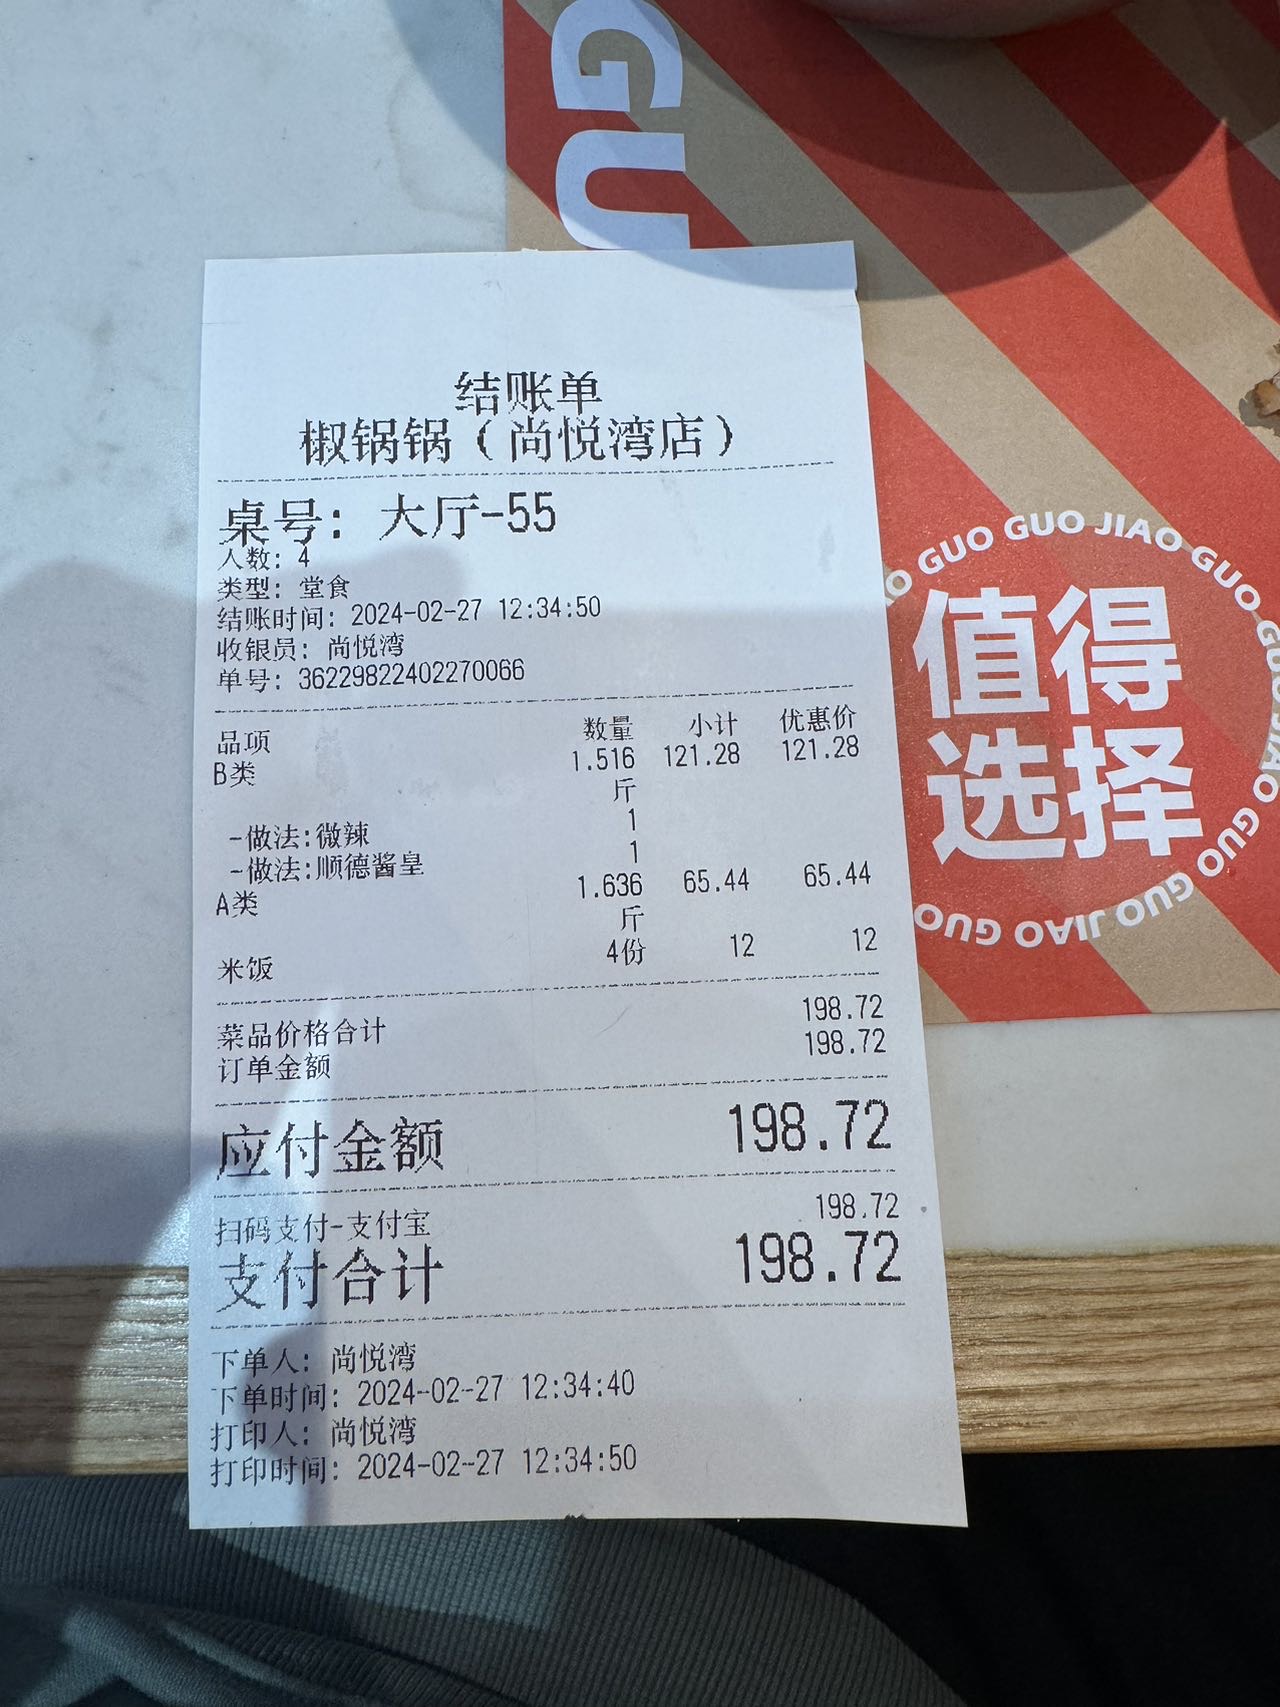 GU
结账单
椒锅锅（尚悦湾店）
桌号：大厅-55
人数：4
类型：堂食
结账时间：2024-02-27 12:34:50
收银员：尚悦湾
单号：36229822402270066
品项 数量 小计 优惠价
B类 1.516 121.28 121.28
斤
-做法:微辣 1
-做法:顺德酱皇 1
A类 1.636 65.44 65.44
斤
米饭 4份 12 12
菜品价格合计 198.72
订单金额 198.72
应付金额 198.72
扫码支付-支付宝 198.72
支付合计 198.72
下单人：尚悦湾
下单时间：2024-02-27 12:34:40
打印人：尚悦湾
打印时间：2024-02-27 12:34:50
值得
选择
GUO GUO JIAO GUO GUO JIAO GUO GUO JIAO GUO